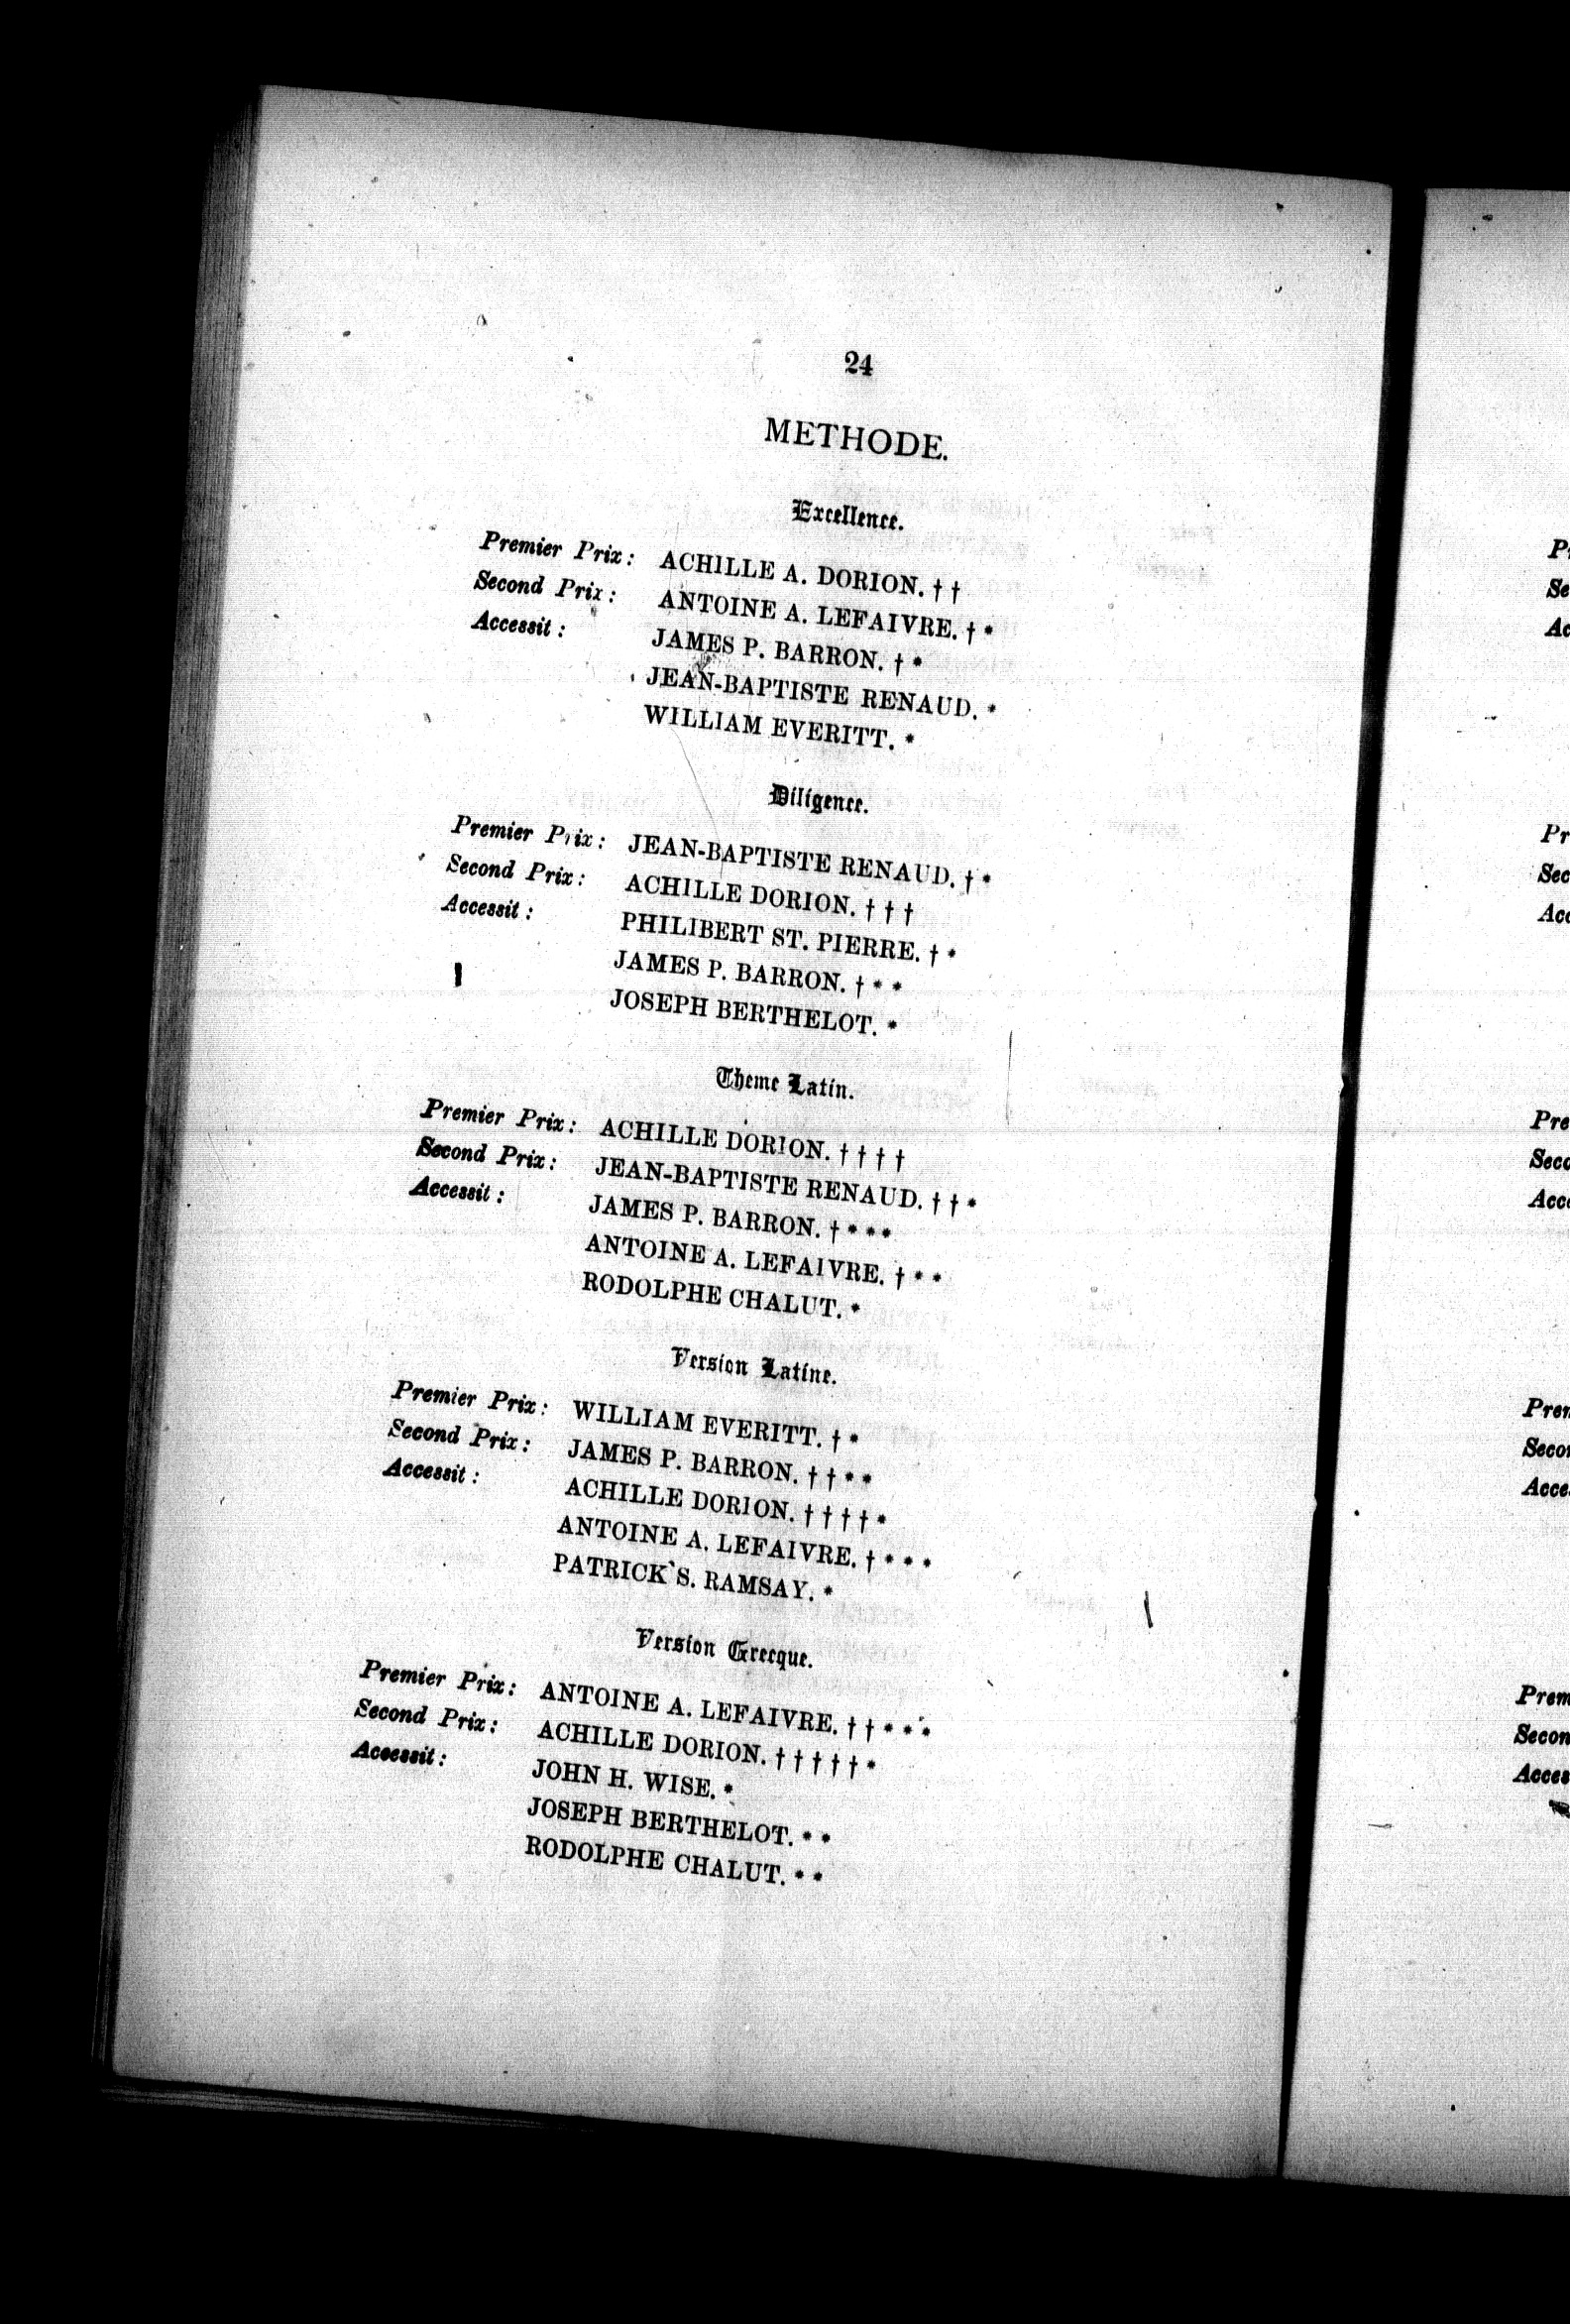 24
METHODE.
Excellence.
Premier Prix: ACHILLE A. DORION. † †
Second Prix: ANTOINE A. LEFAIVRE. † *
Accessit: JAMES P. BARRON. † *
JEAN-BAPTISTE RENAUD. *
WILLIAM EVERITT. *
Diligence.
Premier Prix: JEAN-BAPTISTE RENAUD. † *
Second Prix: ACHILLE DORION. † † †
Accessit: PHILIBERT ST. PIERRE. † *
JAMES P. BARRON. † * *
JOSEPH BERTHELOT. *
Theme Latin.
Premier Prix: ACHILLE DORION. † † † †
Second Prix: JEAN-BAPTISTE RENAUD. † † *
Accessit: JAMES P. BARRON. † * * *
ANTOINE A. LEFAIVRE. † * *
RODOLPHE CHALUT. *
Version Latine.
Premier Prix: WILLIAM EVERITT. † *
Second Prix: JAMES P. BARRON. † † * *
Accessit: ACHILLE DORION. † † † † *
ANTOINE A. LEFAIVRE. † * * *
PATRICK S. RAMSAY. *
Version Grecque.
Premier Prix: ANTOINE A. LEFAIVRE. † † * * *
Second Prix: ACHILLE DORION. † † † † † *
Accessit: JOHN H. WISE. *
JOSEPH BERTHELOT. * *
RODOLPHE CHALUT. * *